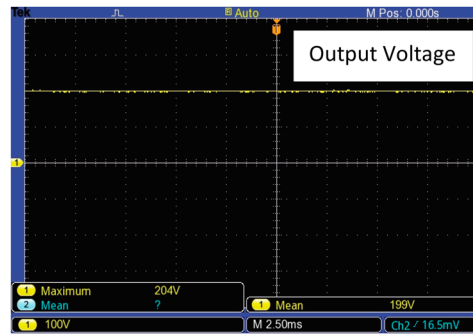 Tek Auto M Pos: 0.000s
Output Voltage
1
1 Maximum 204V
2 Mean ? 1 Mean 199V
1 100V M 2.50ms Ch2 16.5mV